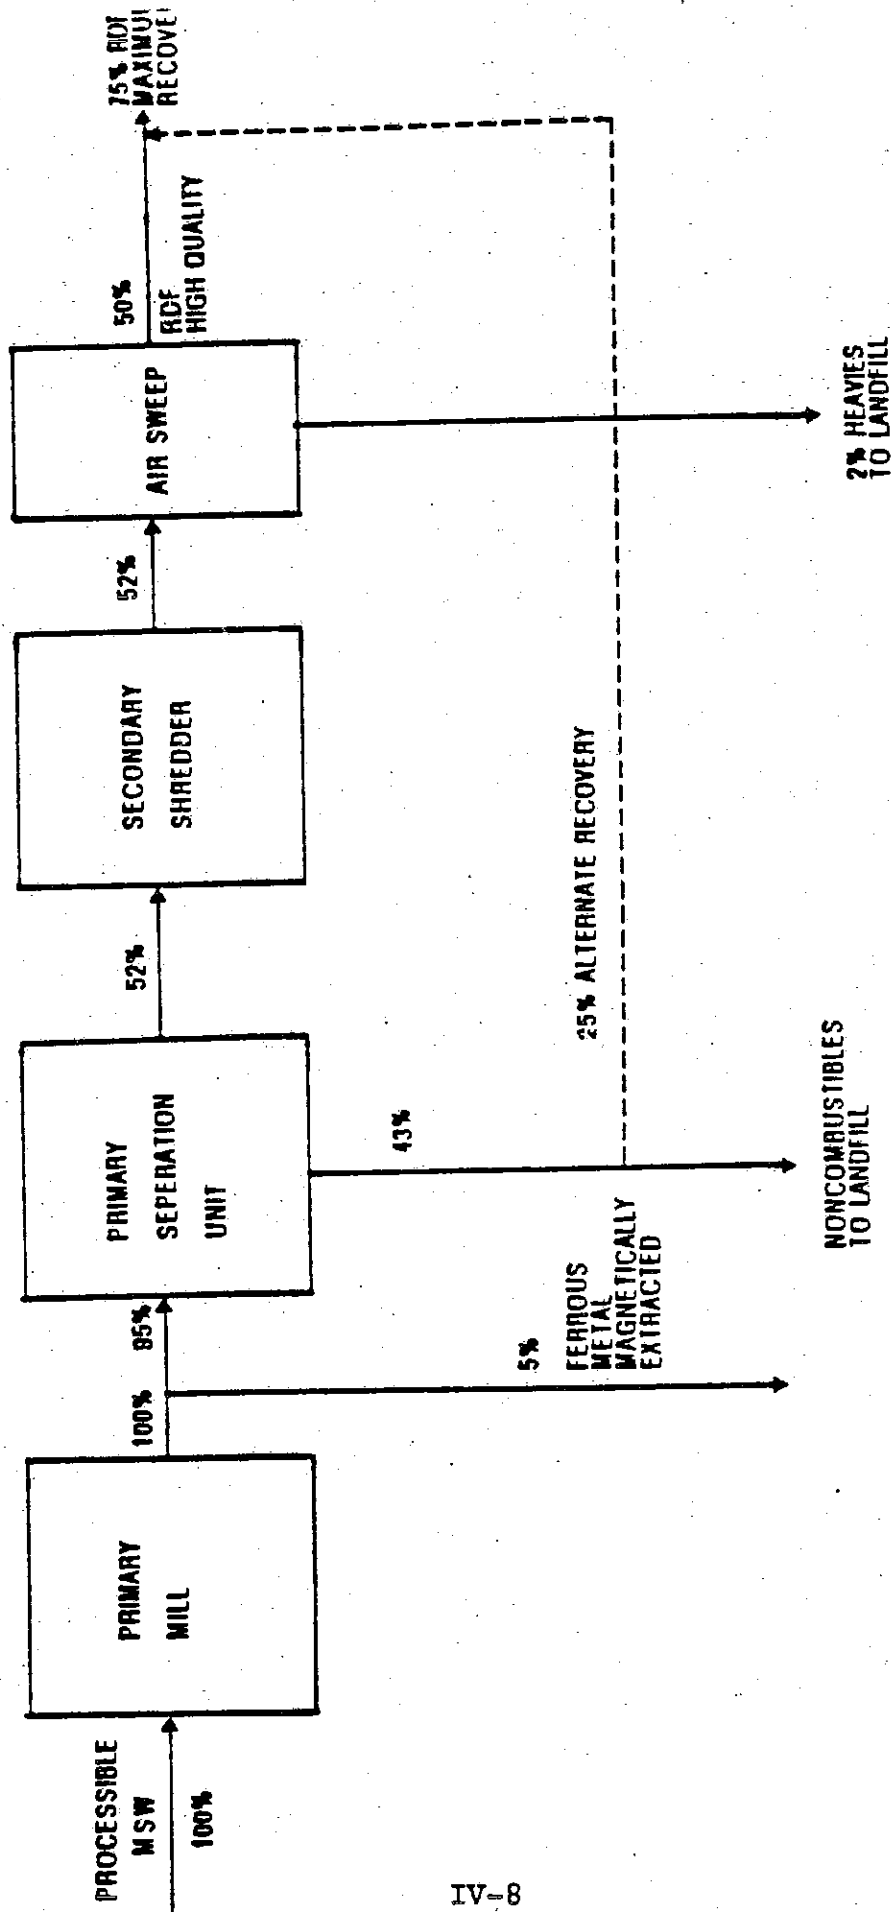 PROCESSIBLE
MSW
100%
PRIMARY
MILL
100%
95%
5%
FERROUS
METAL
MAGNETICALLY
EXTRACTED
PRIMARY
SEPERATION
UNIT
43%
NONCOMBUSTIBLES
TO LANDFILL
25% ALTERNATE RECOVERY
52%
SECONDARY
SHREDDER
52%
AIR SWEEP
2% HEAVIES
TO LANDFILL
50%
RDF
HIGH QUALITY
75% RDF
IV-8